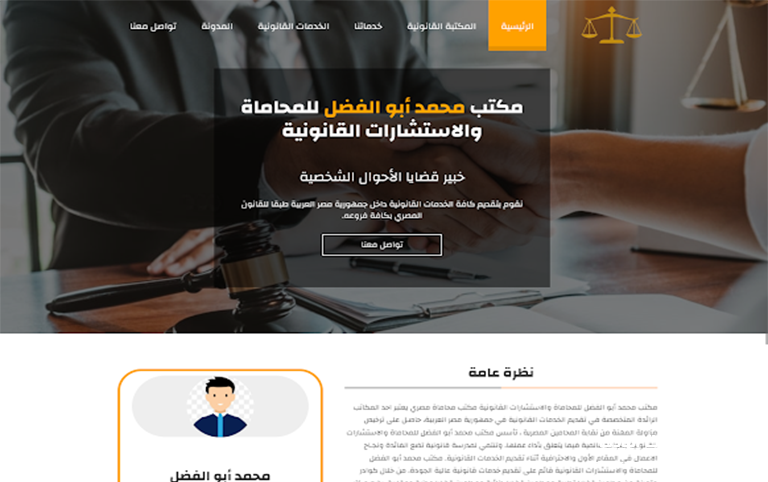 الرئيسية
المكتبة القانونية
خدماتنا
الخدمات القانونية
المدونة
تواصل معنا
مكتب محمد أبو الفضل للمحاماة
والاستشارات القانونية
خبير قضايا الأحوال الشخصية
نقوم بتقديم كافة الخدمات القانونية داخل جمهورية مصر العربية طبقا للقانون
المصري بكافة فروعه.
تواصل معنا
نظرة عامة
مكتب محمد أبو الفضل للمحاماة والاستشارات القانونية مكتب محاماة مصري يعتبر احد المكاتب
الرائدة المتخصصة في تقديم الخدمات القانونية في جمهورية مصر العربية، حاصل على ترخيص
مزاولة المهنة من نقابة المحامين المصرية ، تأسس مكتب محمد أبو الفضل للمحاماة والاستشارات
فيما يتعلق بأداء عملها، وتنتمي لمدرسة قانونية تضع الفائدة ونجاح
الاعمال في المقام الأول والاحترافية أثناء تقديم الخدمات القانونية. مكتب محمد أبو الفضل
للمحاماة والاستشارات القانونية قائم على تقديم خدمات قانونية عالية الجودة، من خلال كوادر
محمد أبو الفضل